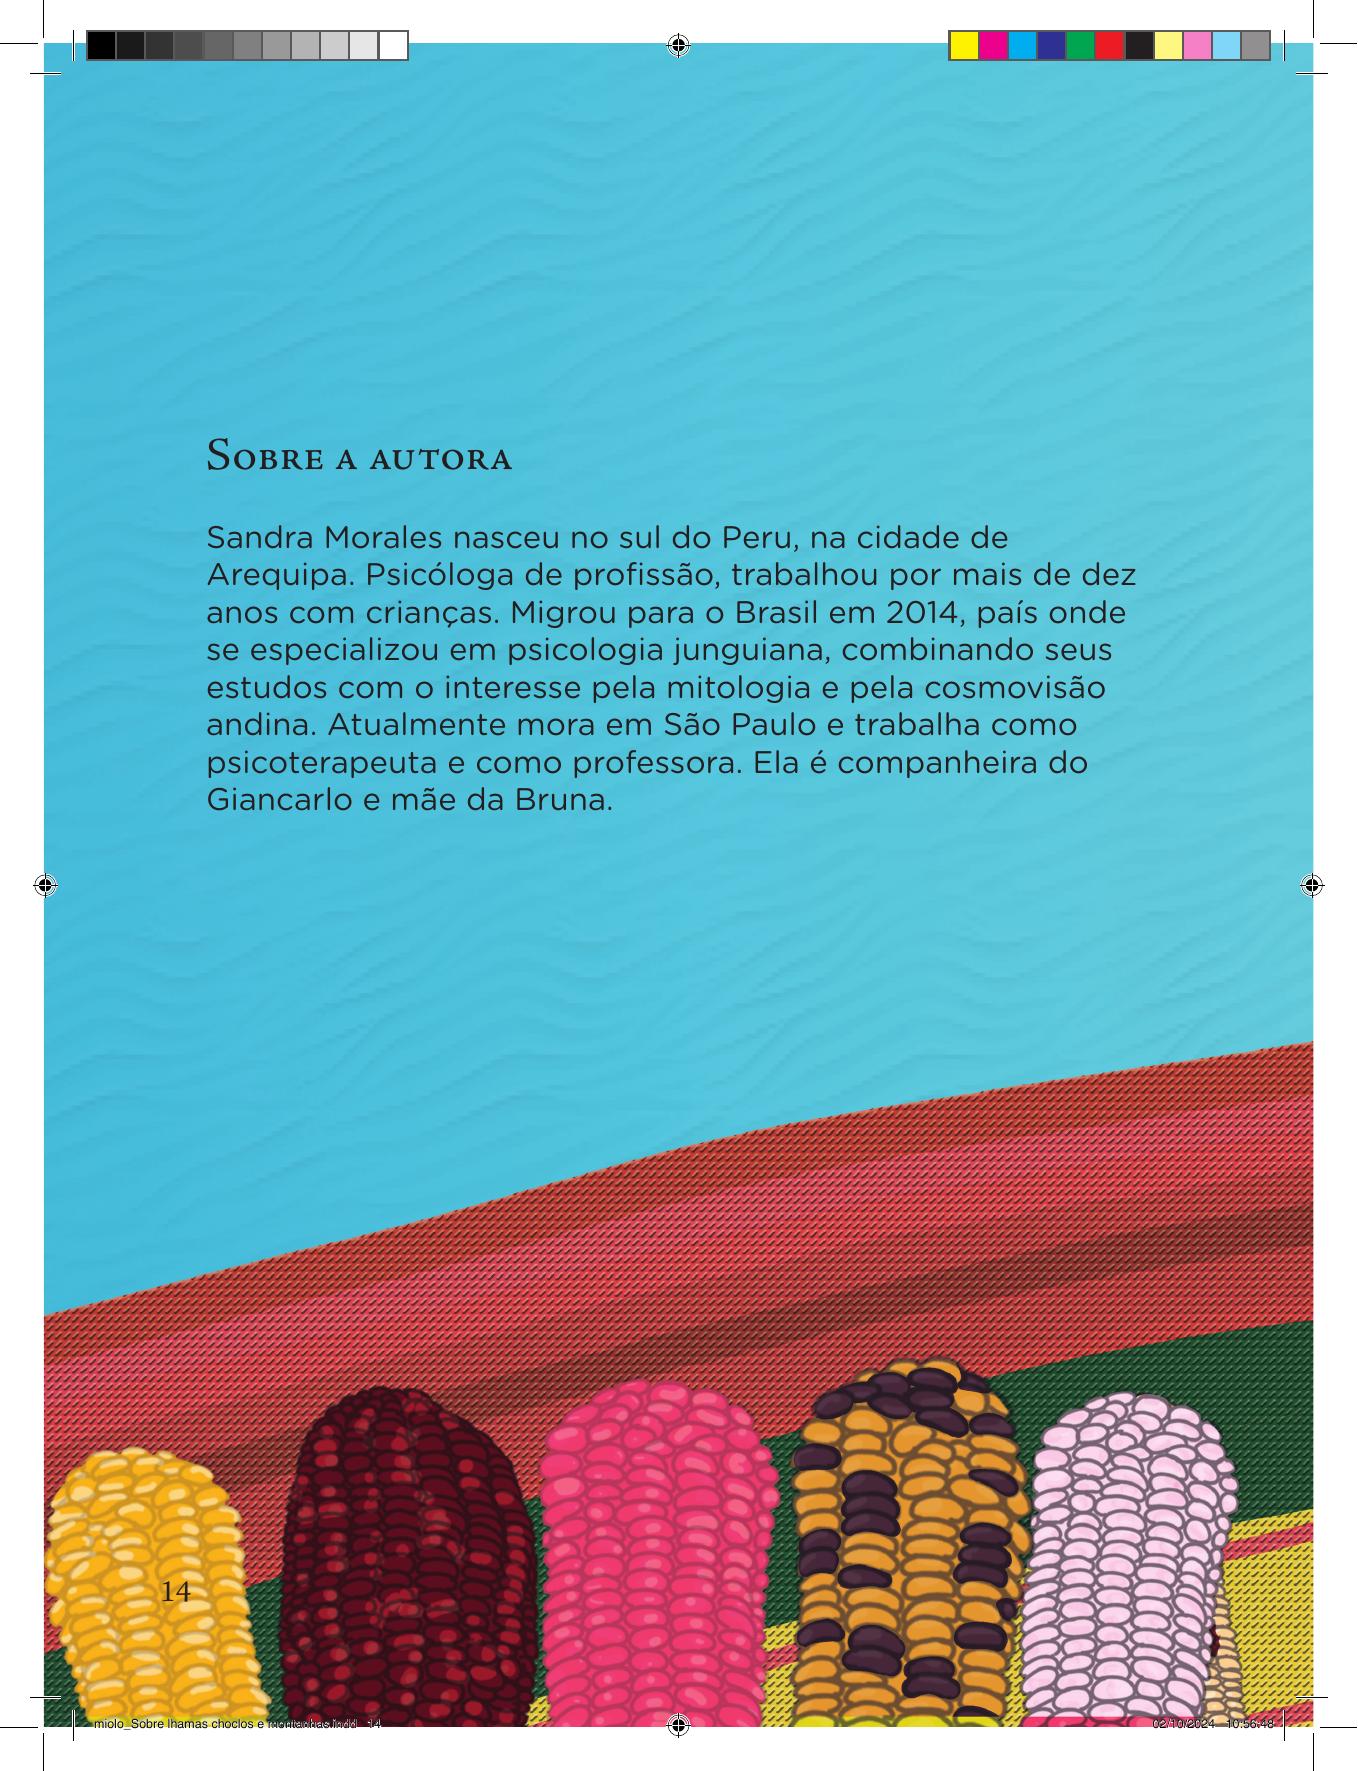 Sobre a autora
Sandra Morales nasceu no sul do Peru, na cidade de
Arequipa. Psicóloga de profissão, trabalhou por mais de dez
anos com crianças. Migrou para o Brasil em 2014, país onde
se especializou em psicologia junguiana, combinando seus
estudos com o interesse pela mitologia e pela cosmovisão
andina. Atualmente mora em São Paulo e trabalha como
psicoterapeuta e como professora. Ela é companheira do
Giancarlo e mãe da Bruna.
14
miolo_Sobre lhamas choclos e montanhas.indd 14 02/10/2024 10:56:48